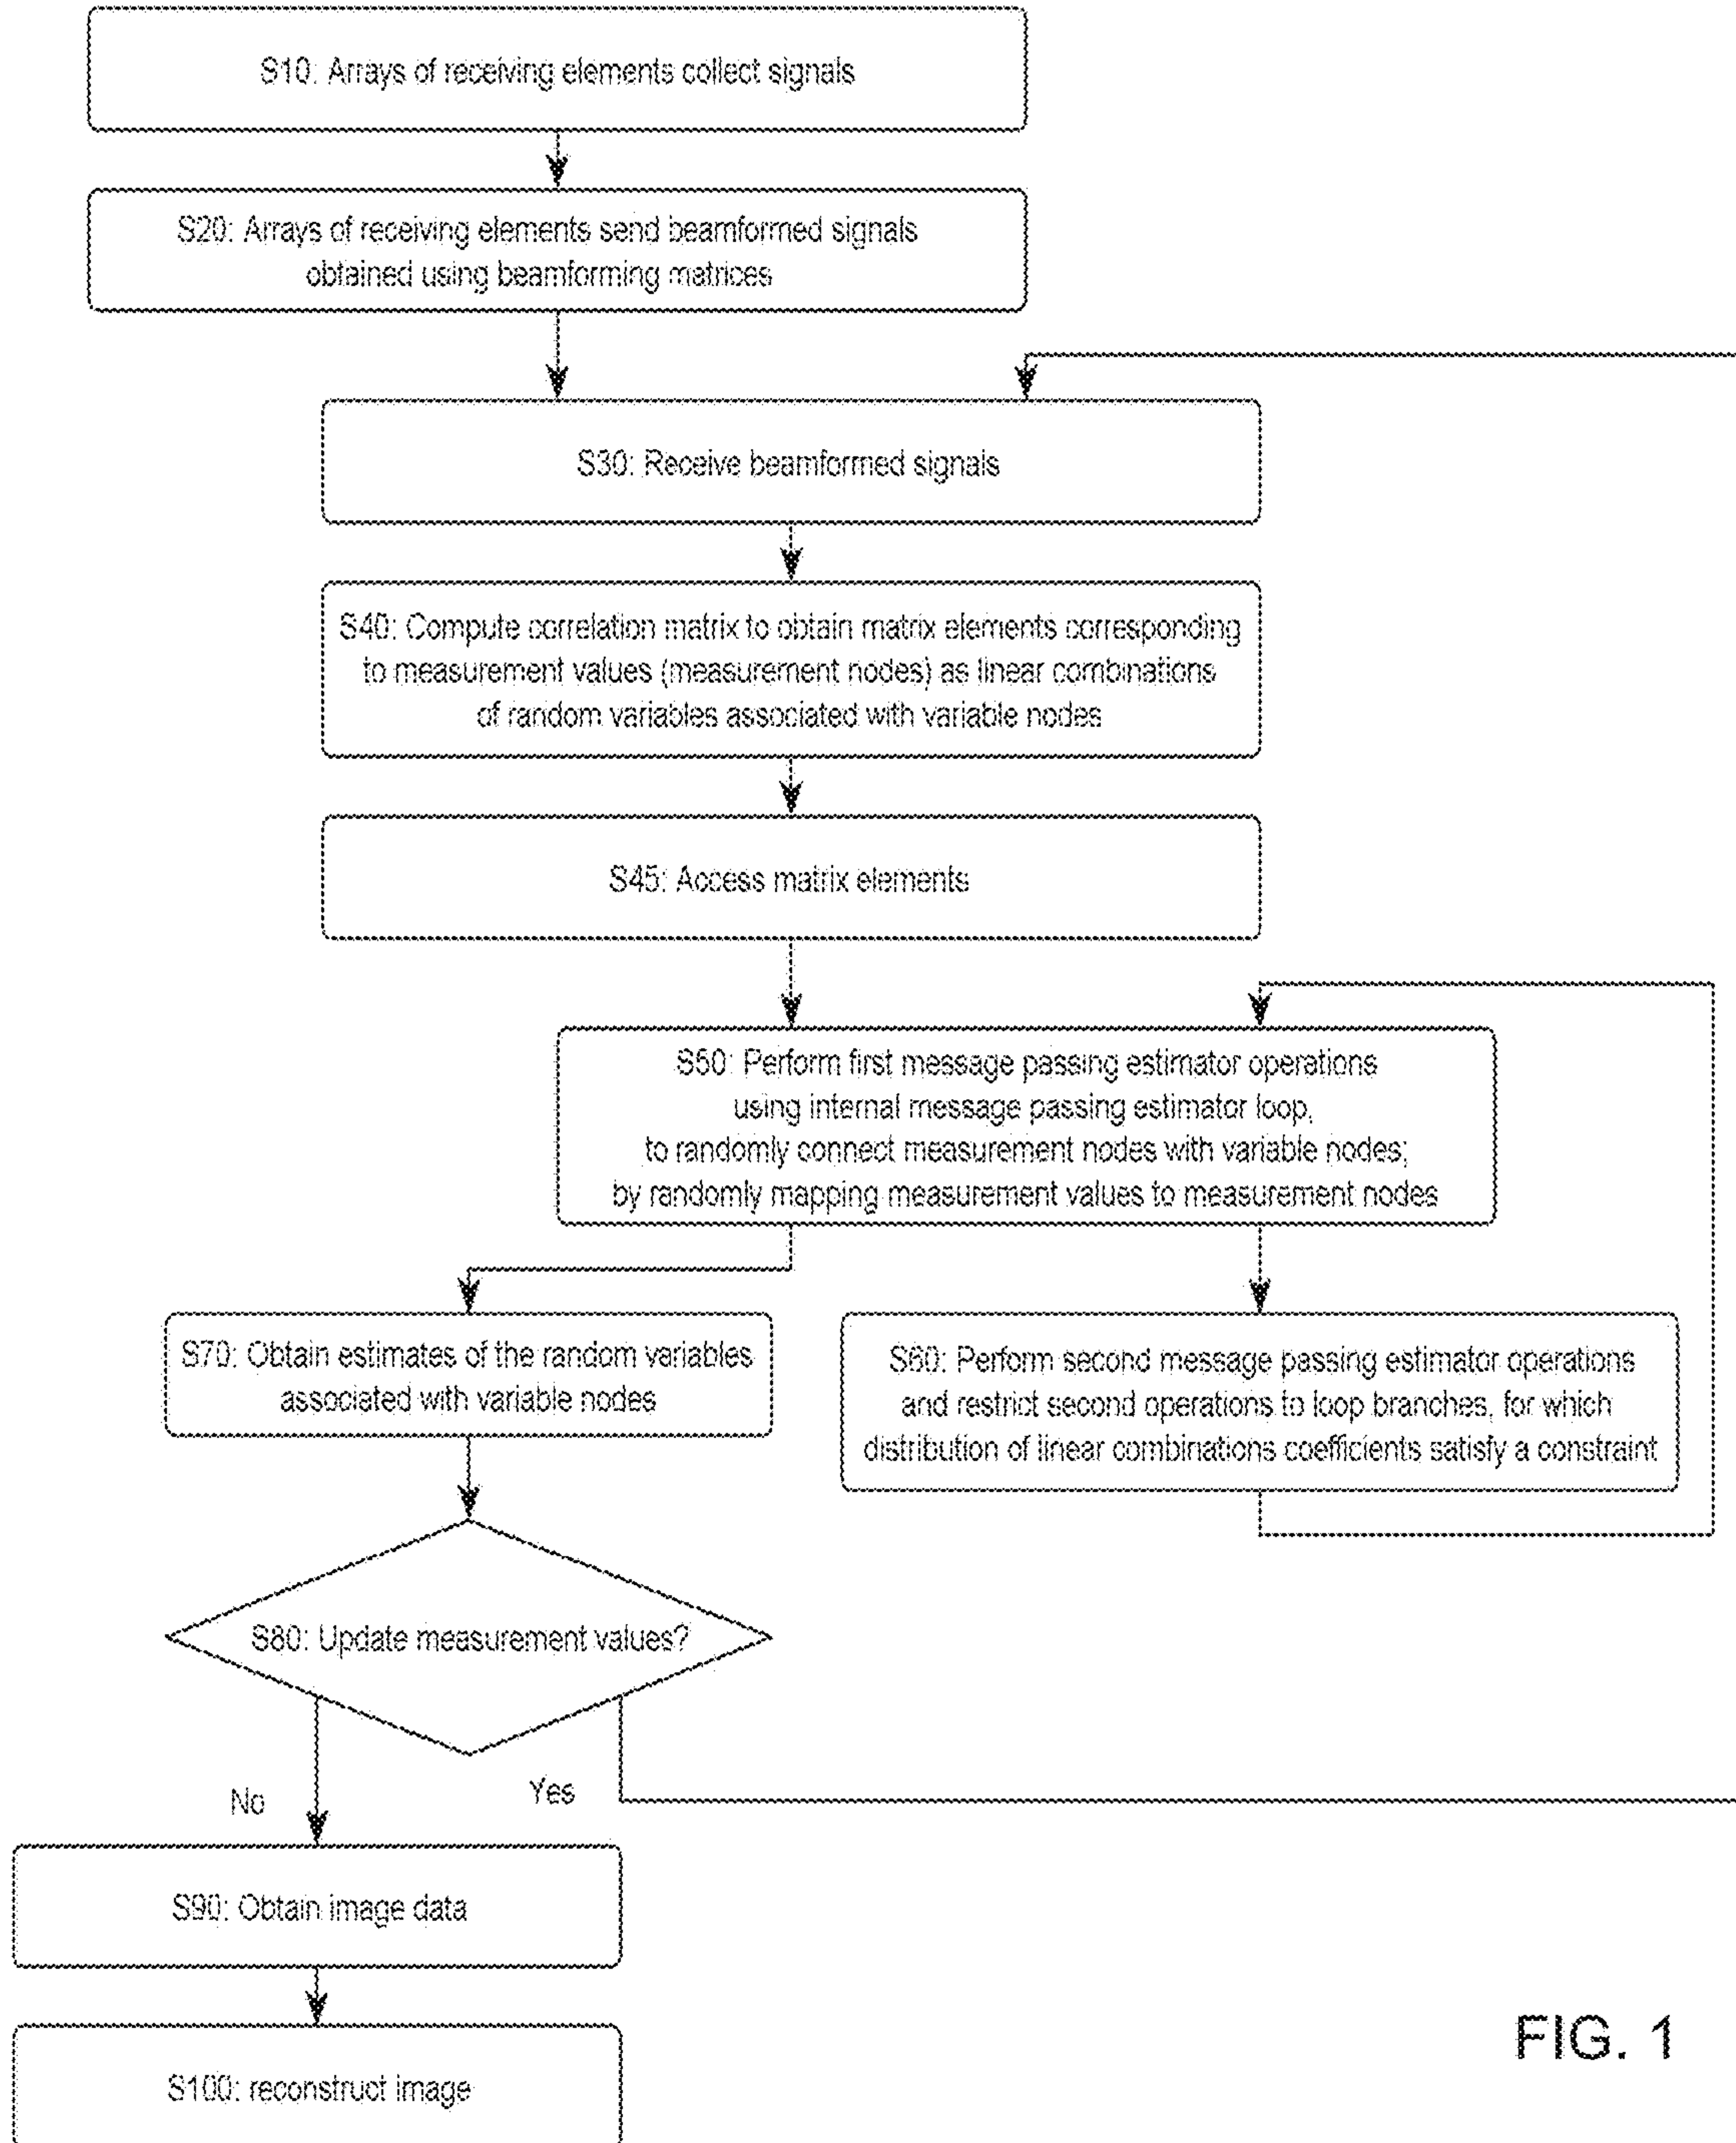 S10: Arrays of receiving elements collect signals
S20: Arrays of receiving elements send beamformed signals
obtained using beamforming matrices
S30: Receive beamformed signals
S40: Compute correlation matrix to obtain matrix elements corresponding
to measurement values (measurement nodes) as linear combinations
of random variables associated with variable nodes
S45: Access matrix elements
S50: Perform first message passing estimator operations
using internal message passing estimator loop,
to randomly connect measurement nodes with variable nodes;
by randomly mapping measurement values to measurement nodes
S70: Obtain estimates of the random variables
associated with variable nodes
S60: Perform second message passing estimator operations
and restrict second operations to loop branches, for which
distribution of linear combinations coefficients satisfy a constraint
S80: Update measurement values?
No
Yes
S90: Obtain image data
S100: reconstruct image
FIG. 1